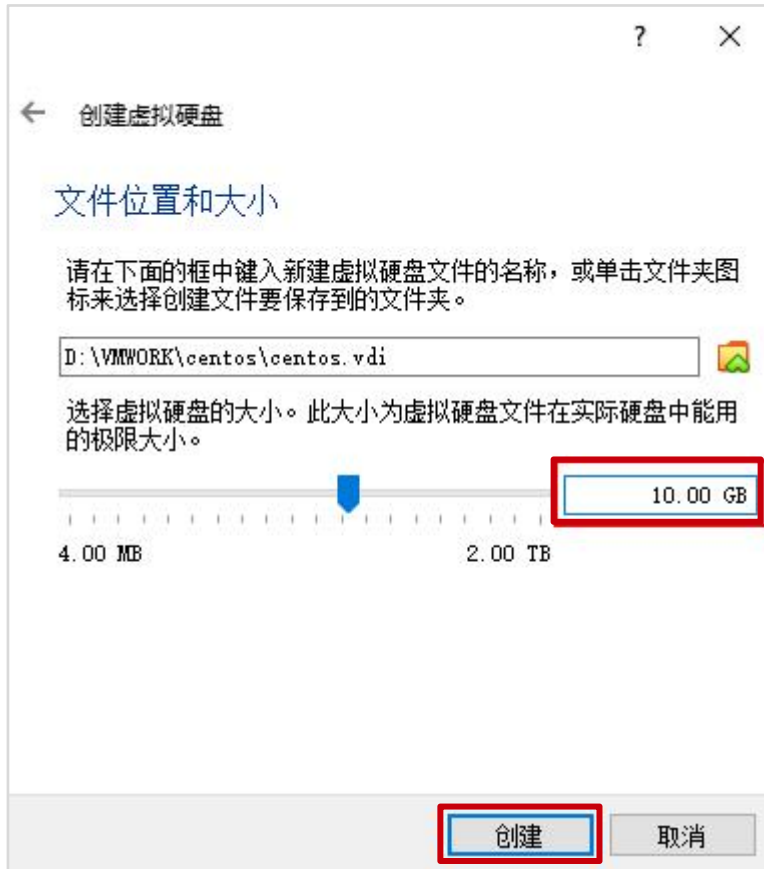 ?
← 创建虚拟硬盘
文件位置和大小
请在下面的框中键入新建虚拟硬盘文件的名称，或单击文件夹图
标来选择创建文件要保存到的文件夹。
D:\VMWORK\centos\centos.vdi
选择虚拟硬盘的大小。此大小为虚拟硬盘文件在实际硬盘中能用
的极限大小。
10.00 GB
4.00 MB 2.00 TB
创建 取消